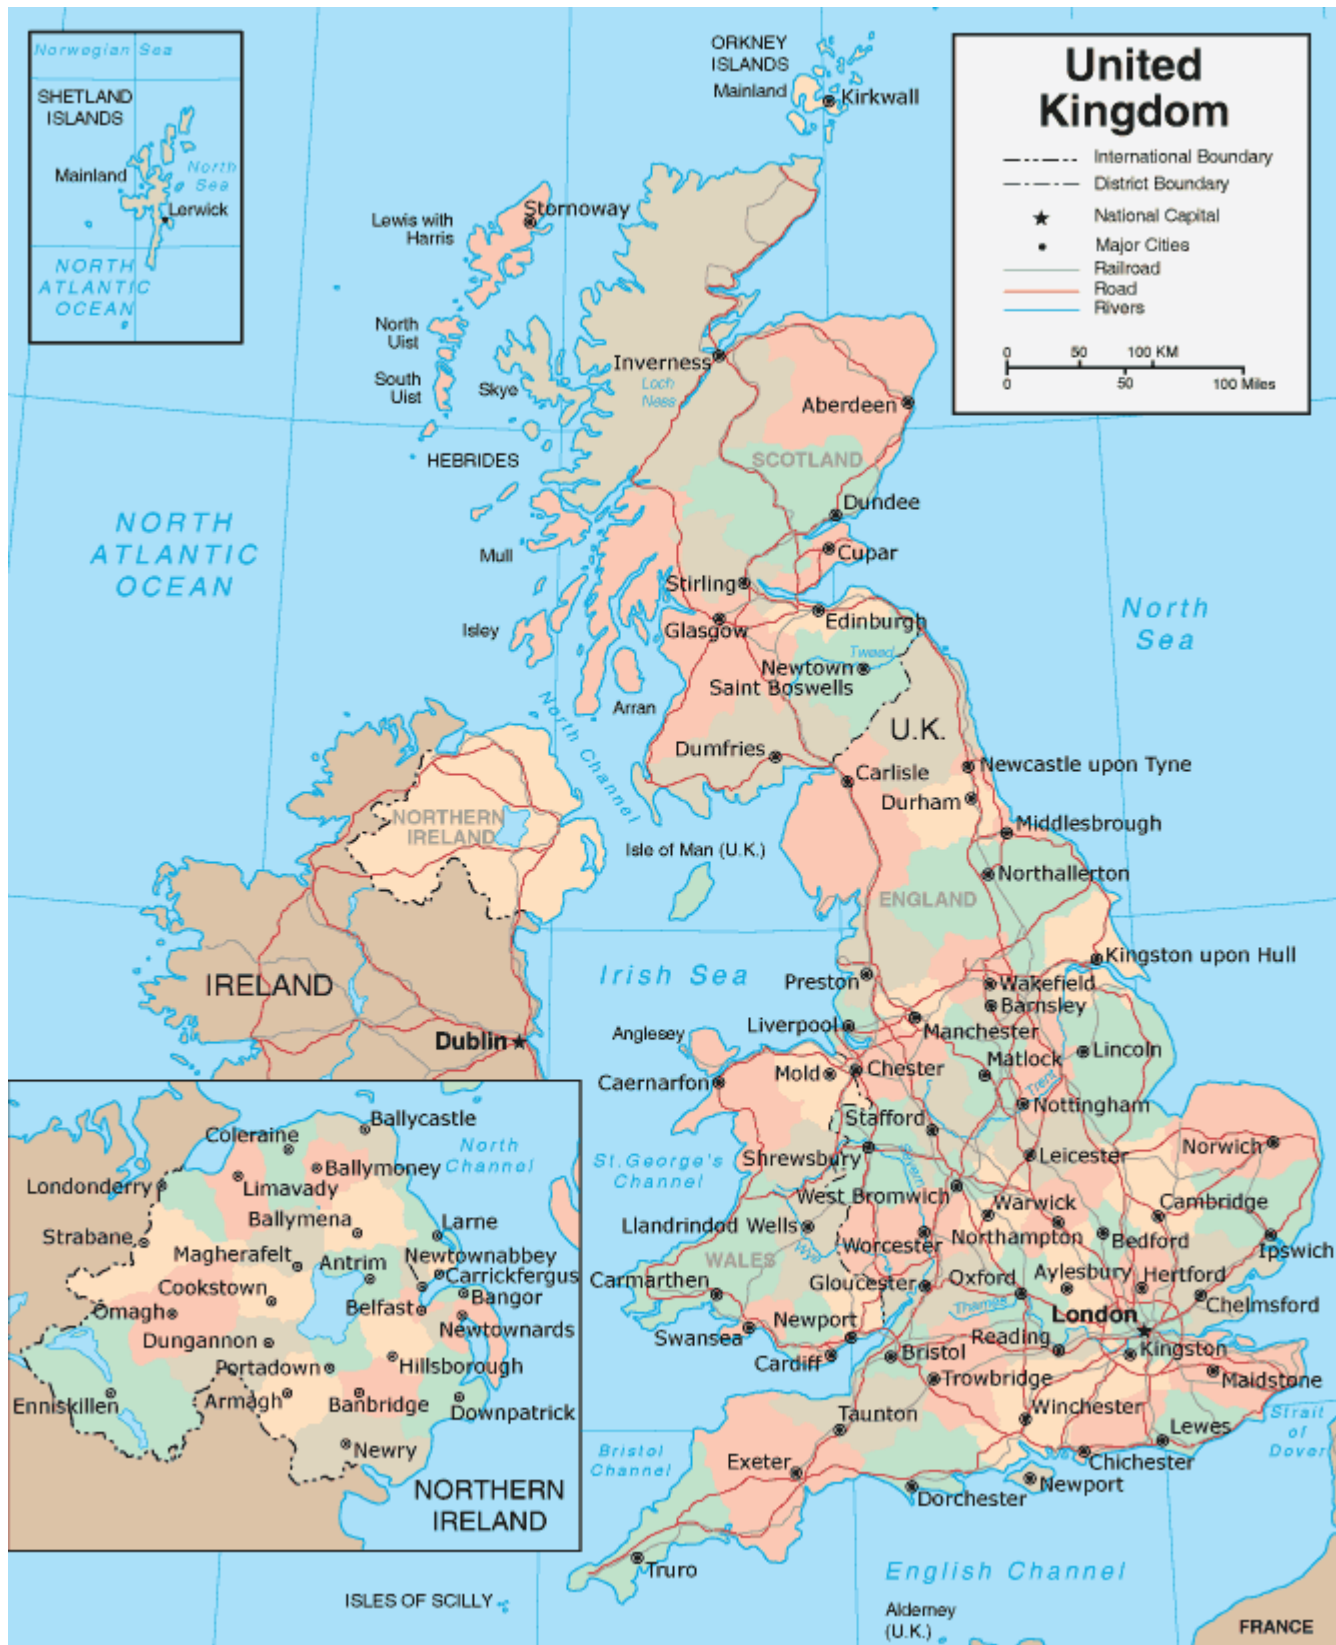 Norwegian Sea
SHETLAND
ISLANDS
Mainland
North
Sea
Lerwick
NORTH
ATLANTIC
OCEAN
ORKNEY
ISLANDS
Mainland
Kirkwall
United
Kingdom
International Boundary
District Boundary
National Capital
Major Cities
Railroad
Road
Rivers
0 50 100 KM
0 50 100 Miles
Lewis with
Harris
Stornoway
North
Uist
South
Uist
Skye
HEBRIDES
Inverness
Loch
Ness
Aberdeen
SCOTLAND
Dundee
Cupar
NORTH
ATLANTIC
OCEAN
Mull
Stirling
Isley
Glasgow
Edinburgh
North
Sea
Tweed
Newtown
Saint Boswells
Arran
North Channel
U.K.
Dumfries
Carlisle
Newcastle upon Tyne
Durham
Middlesbrough
NORTHERN
IRELAND
Isle of Man (U.K.)
Northallerton
ENGLAND
Kingston upon Hull
IRELAND
Irish Sea
Preston
Wakefield
Barnsley
Dublin
Anglesey
Liverpool
Manchester
Matlock
Lincoln
Caernarfon
Mold
Chester
Trent
Stafford
Nottingham
Norwich
St.George's
Channel
Shrewsbury
Severn
Leicester
West Bromwich
Warwick
Cambridge
Llandrindod Wells
Worcester
Northampton
Bedford
Ipswich
WALES
Wye
Carmarthen
Gloucester
Oxford
Aylesbury
Hertford
Chelmsford
Thames
London
Swansea
Newport
Cardiff
Bristol
Reading
Kingston
Trowbridge
Maidstone
Taunton
Winchester
Lewes
Strait
of
Dover
Bristol
Channel
Exeter
Chichester
Dorchester
Newport
Truro
English Channel
ISLES OF SCILLY
Alderney
(U.K.)
FRANCE
Ballycastle
Coleraine
North
Channel
Ballymoney
Londonderry
Limavady
Ballymena
Larne
Strabane
Magherafelt
Antrim
Newtownabbey
Cookstown
Carrickfergus
Omagh
Belfast
Bangor
Dungannon
Newtownards
Portadown
Hillsborough
Enniskillen
Armagh
Banbridge
Downpatrick
Newry
NORTHERN
IRELAND